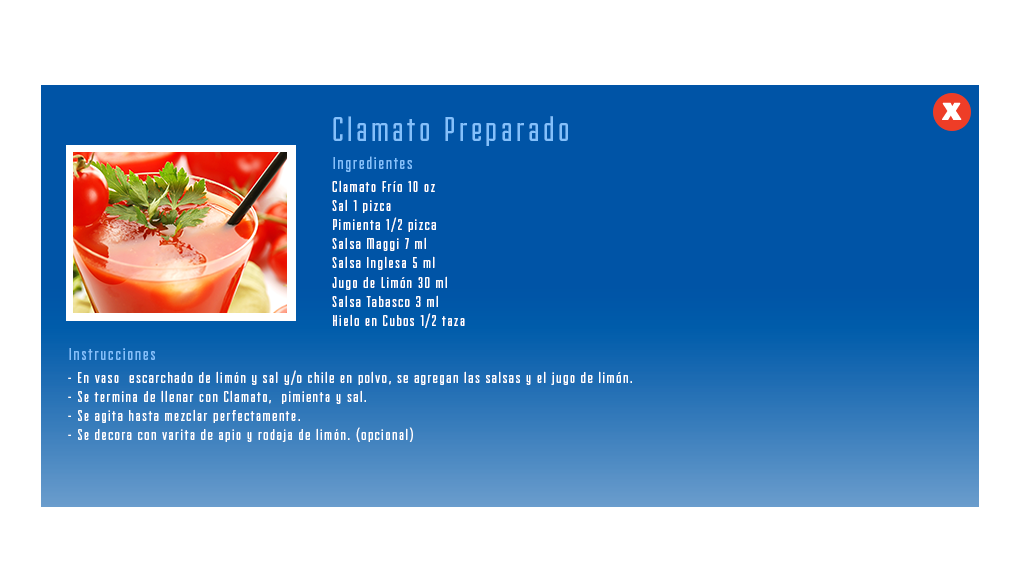 X
Clamato Preparado
Ingredientes
Clamato Frío 10 oz
Sal 1 pizca
Pimienta 1/2 pizca
Salsa Maggi 7 ml
Salsa Inglesa 5 ml
Jugo de Limón 30 ml
Salsa Tabasco 3 ml
Hielo en Cubos 1/2 taza
Instrucciones
- En vaso  escarchado de limón y sal y/o chile en polvo, se agregan las salsas y el jugo de limón.
- Se termina de llenar con Clamato,  pimienta y sal.
- Se agita hasta mezclar perfectamente.
- Se decora con varita de apio y rodaja de limón. (opcional)